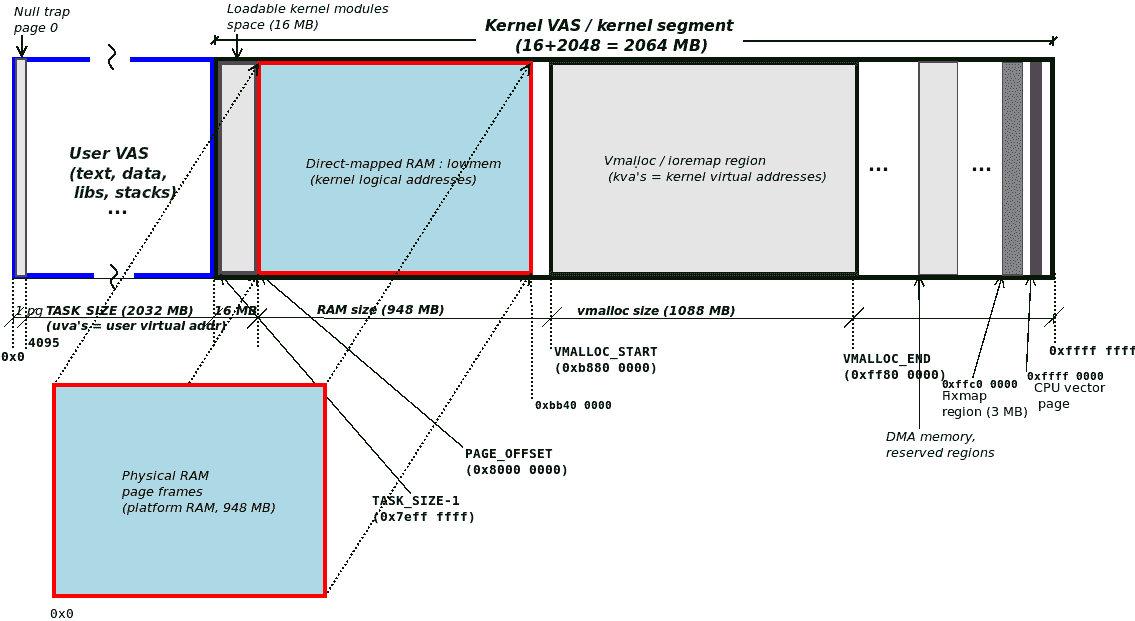 Null trap
page 0
Loadable kernel modules
space (16 MB)
Kernel VAS / kernel segment
(16+2048 = 2064 MB)
User VAS
(text, data,
libs, stacks)
...
Direct-mapped RAM : lowmem
(kernel logical addresses)
Vmalloc / ioremap region
(kva's = kernel virtual addresses)
...
...
1 pg
TASK SIZE (2032 MB)
(uva's = user virtual addr)
16 MB
RAM size (948 MB)
vmalloc size (1088 MB)
4095
0x0
VMALLOC_START
(0xb880 0000)
VMALLOC_END
(0xff80 0000)
0xffff ffff
0xbb40 0000
0xffc0 0000
Fixmap
region (3 MB)
0xffff 0000
CPU vector
page
DMA memory,
reserved regions
PAGE_OFFSET
(0x8000 0000)
TASK_SIZE-1
(0x7eff ffff)
Physical RAM
page frames
(platform RAM, 948 MB)
0x0